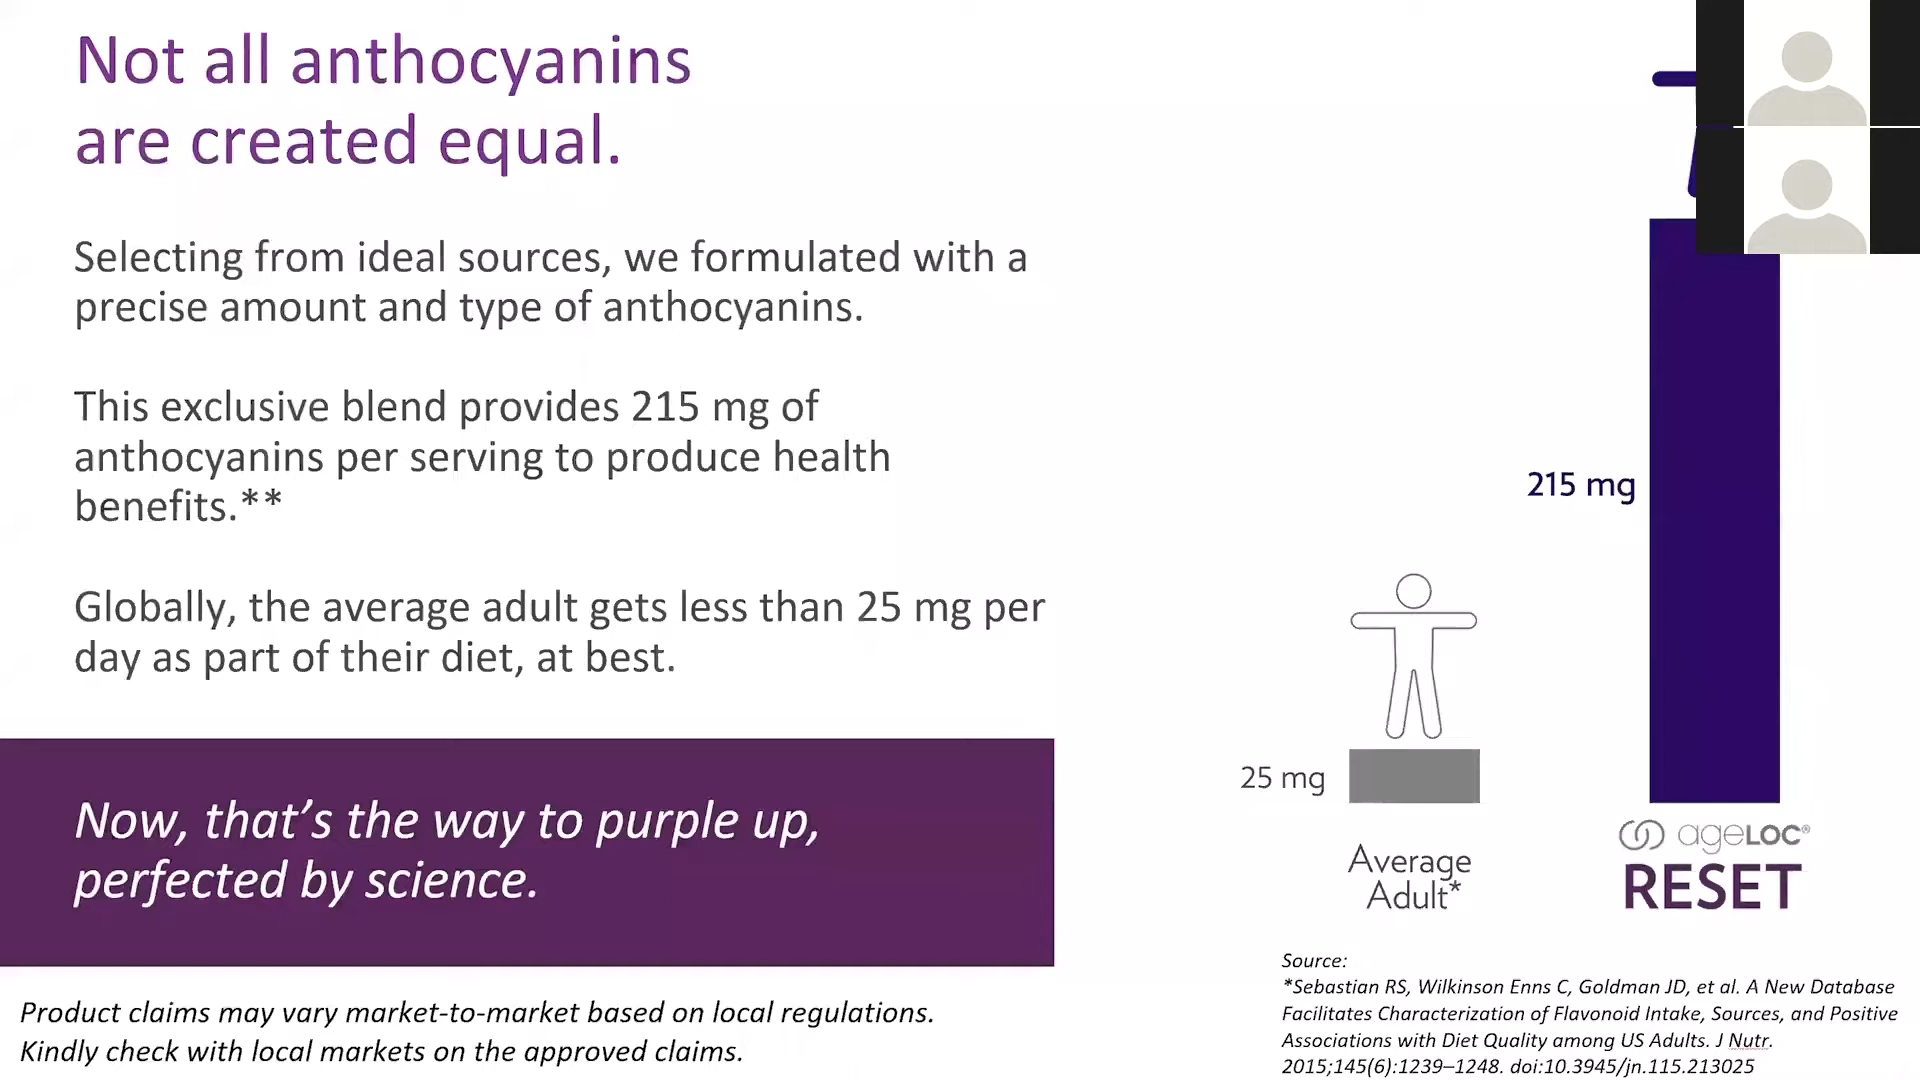 Not all anthocyanins
are created equal.
Selecting from ideal sources, we formulated with a
precise amount and type of anthocyanins.
This exclusive blend provides 215 mg of
anthocyanins per serving to produce health
benefits.**
Globally, the average adult gets less than 25 mg per
day as part of their diet, at best.
Now, that’s the way to purple up,
perfected by science.
Product claims may vary market-to-market based on local regulations.
Kindly check with local markets on the approved claims.
215 mg
25 mg
Average
Adult*
ageLOC®
RESET
Source:
*Sebastian RS, Wilkinson Enns C, Goldman JD, et al. A New Database
Facilitates Characterization of Flavonoid Intake, Sources, and Positive
Associations with Diet Quality among US Adults. J Nutr.
2015;145(6):1239–1248. doi:10.3945/jn.115.213025